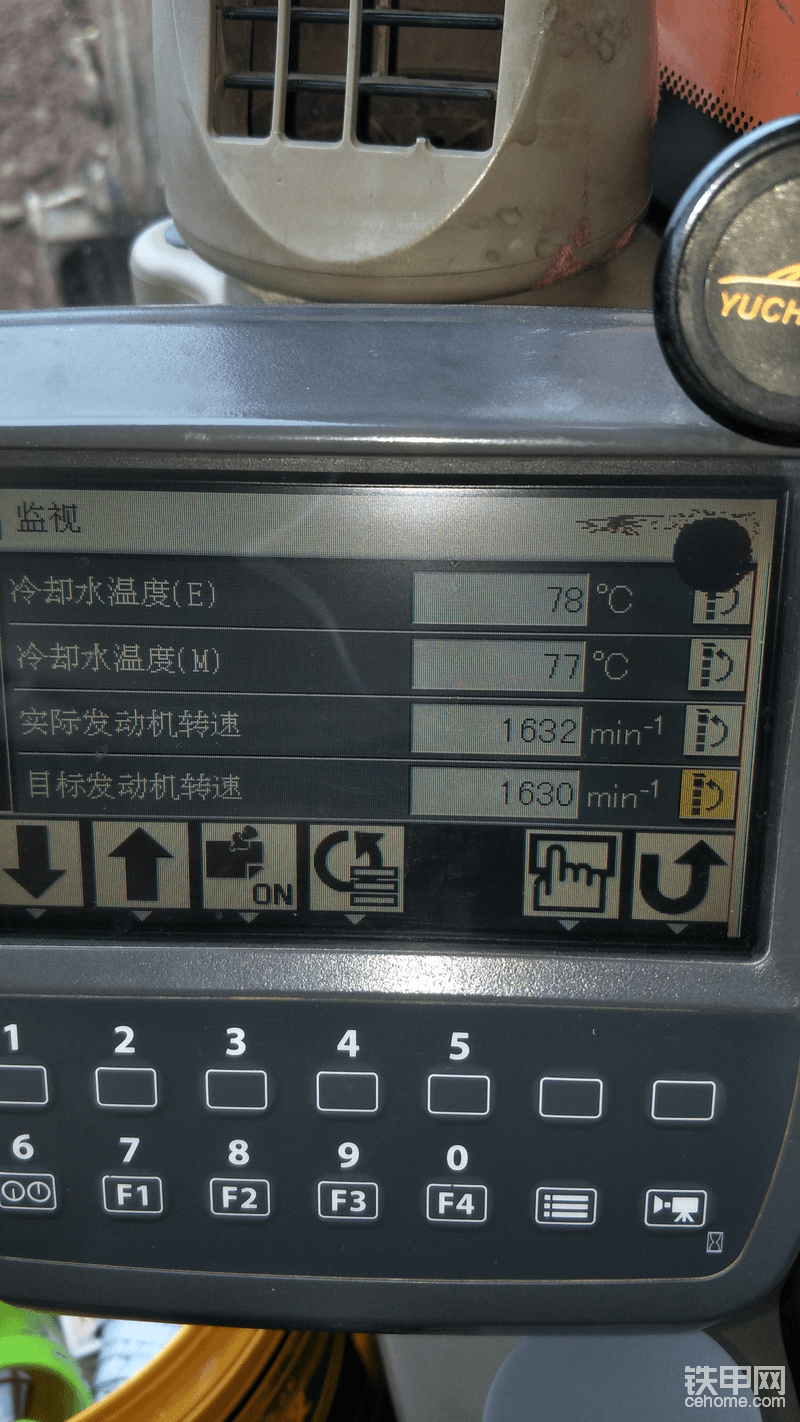 YUCH
监视
冷却水温度(E) 78 °C
冷却水温度(M) 77 °C
实际发动机转速 1632 min-1
目标发动机转速 1630 min-1
ON
1 2 3 4 5
6 7 8 9 0
F1 F2 F3 F4
铁甲网
cehome.com